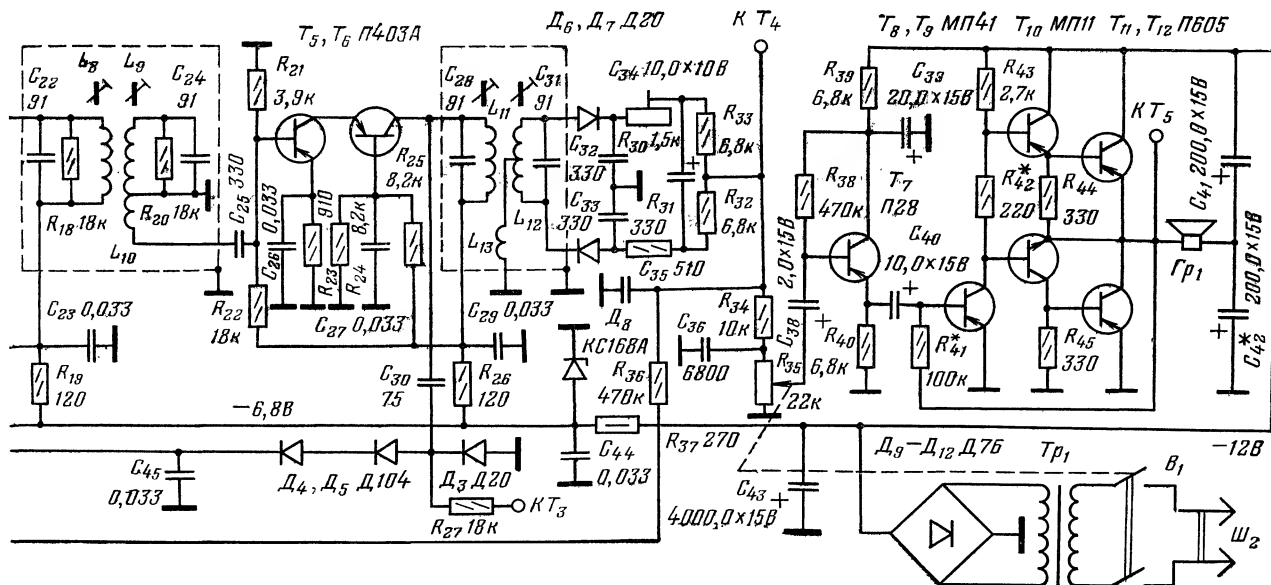 T5, T6 П403А
Д6, Д7 Д20
К Т4
T8, T9 МП41 T10 МП11 T11, T12 П605
C22
91
L8 L9
C24
91
R21
3,9к
C28
91
L11
C31
91
C34 10,0×10В
R30 1,5к
R33
6,8к
R39
6,8к
C39
20,0×15В
R43
2,7к
КТ5
C41 200,0×15В
R18 18к
R20 18к
L10
C25 330
C26 0,033
R23 910
R24 8,2к
R25
8,2к
C27 0,033
R22
18к
C32
330
C33
330
R31
330
R32
6,8к
L12
L13
C35 510
R38
470к
T7
П28
R42*
220
R44
330
Гр1
C42* 200,0×15В
C38 2,0×15В
C40
10,0×15В
C23 0,033
R19
120
C29 0,033
C30
75
R26
120
Д8
КС168А
R36
470к
C36
6800
R34
10к
R35
22к
R40
6,8к
R41*
100к
R45
330
−6,8В
R37 270
−12В
C45
0,033
Д4, Д5 Д104
Д3 Д20
C44
0,033
R27 18к
КТ3
C43
4000,0×15В
Д9−Д12 Д7Б
Тр1
В1
Ш2